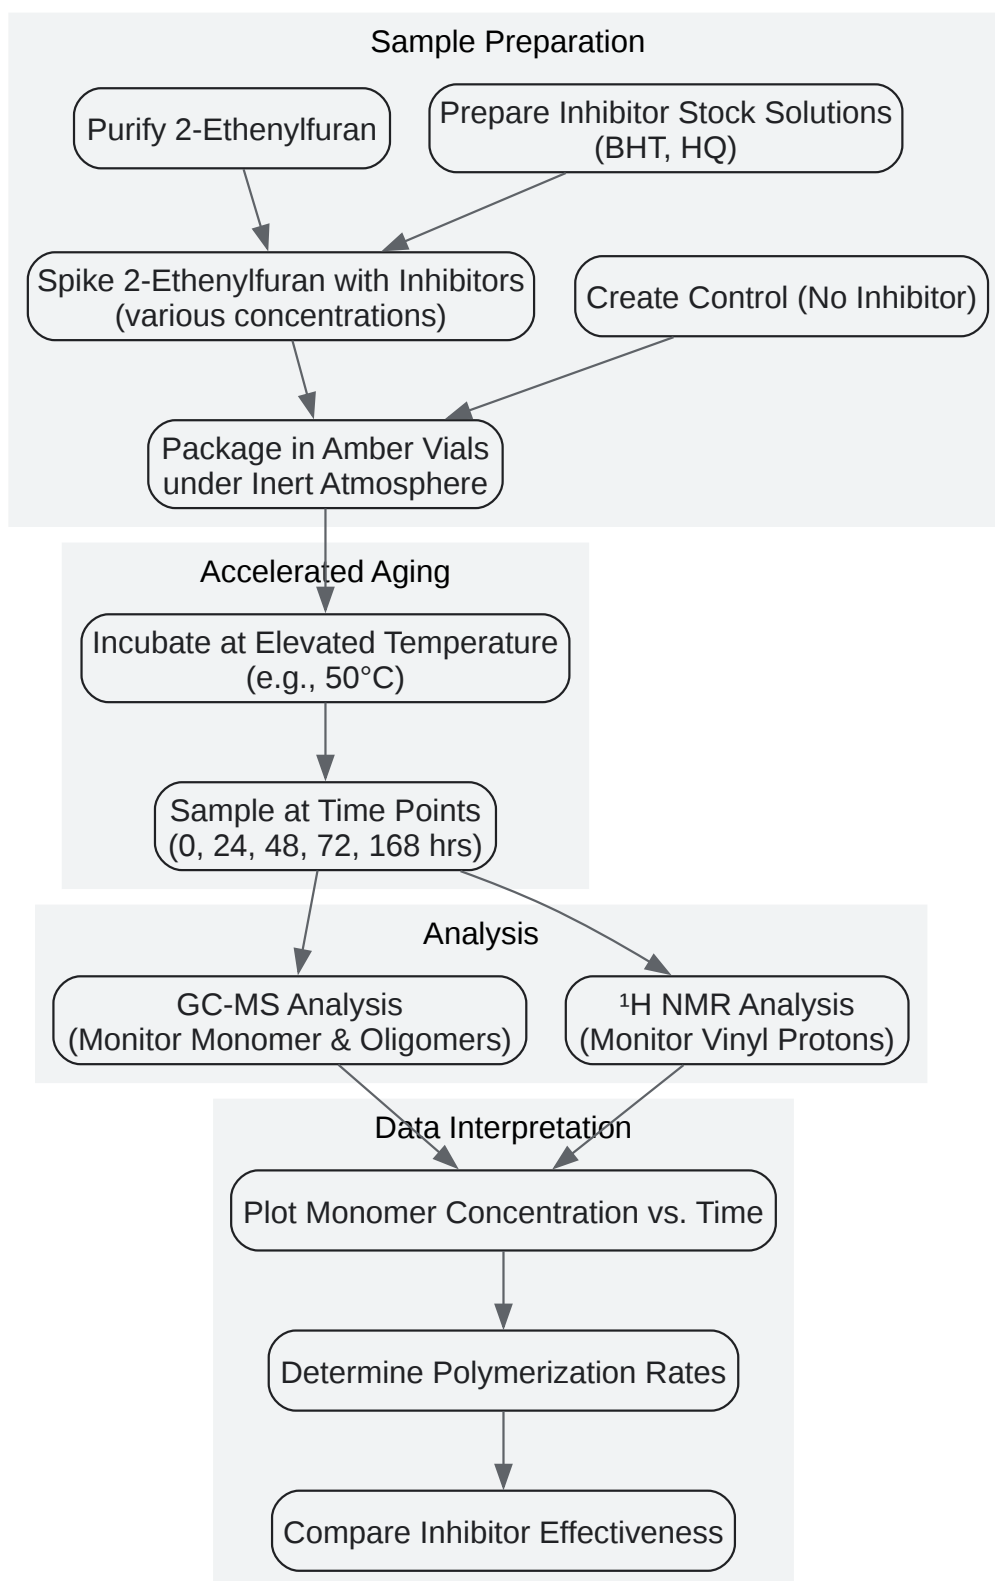 Sample Preparation
Purify 2-Ethenylfuran
Prepare Inhibitor Stock Solutions
(BHT, HQ)
Spike 2-Ethenylfuran with Inhibitors
(various concentrations)
Create Control (No Inhibitor)
Package in Amber Vials
under Inert Atmosphere
Accelerated Aging
Incubate at Elevated Temperature
(e.g., 50°C)
Sample at Time Points
(0, 24, 48, 72, 168 hrs)
Analysis
GC-MS Analysis
(Monitor Monomer & Oligomers)
¹H NMR Analysis
(Monitor Vinyl Protons)
Data Interpretation
Plot Monomer Concentration vs. Time
Determine Polymerization Rates
Compare Inhibitor Effectiveness